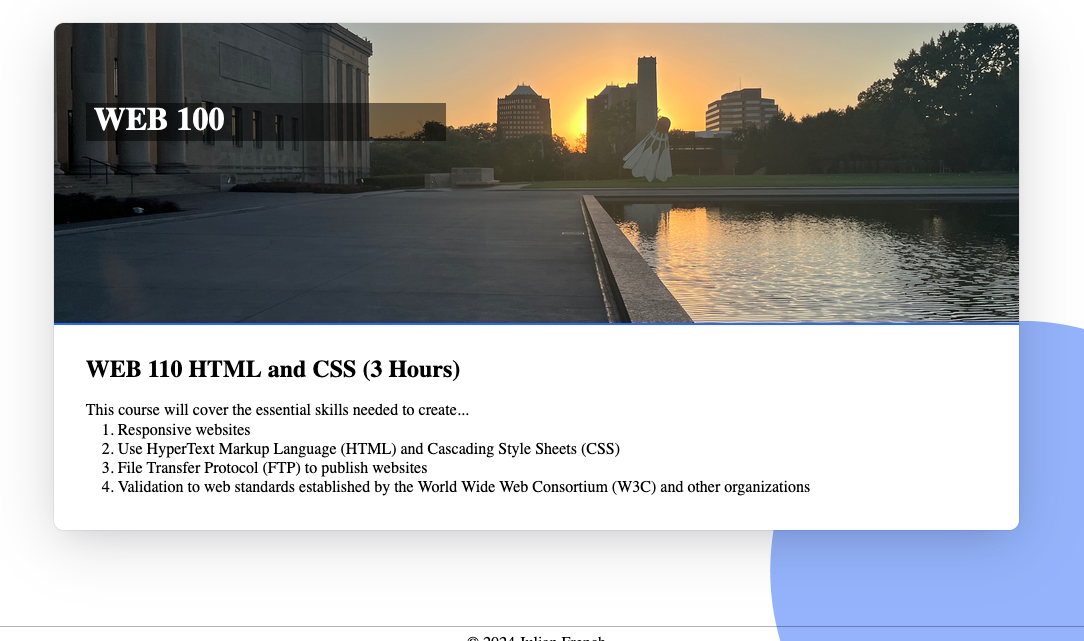 WEB 100
WEB 110 HTML and CSS (3 Hours)
This course will cover the essential skills needed to create...
1. Responsive websites
2. Use HyperText Markup Language (HTML) and Cascading Style Sheets (CSS)
3. File Transfer Protocol (FTP) to publish websites
4. Validation to web standards established by the World Wide Web Consortium (W3C) and other organizations
© 2024 Julian French